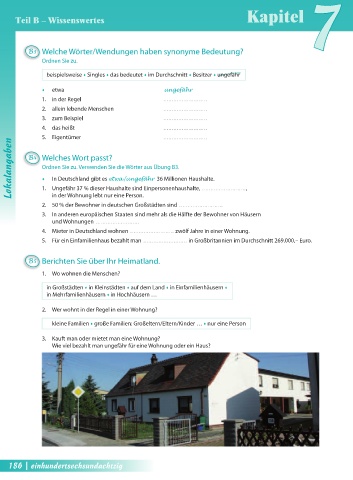 Teil B – Wissenswertes
Kapitel 7
B3 Welche Wörter/Wendungen haben synonyme Bedeutung?
Ordnen Sie zu.
beispielsweise • Singles • das bedeutet • im Durchschnitt • Besitzer • ungefähr
• etwa ungefähr
1. in der Regel ........................
2. allein lebende Menschen ........................
3. zum Beispiel ........................
4. das heißt ........................
5. Eigentümer ........................
B4 Welches Wort passt?
Ordnen Sie zu. Verwenden Sie die Wörter aus Übung B3.
• In Deutschland gibt es etwa/ungefähr 36 Millionen Haushalte.
1. Ungefähr 37 % dieser Haushalte sind Einpersonenhaushalte, ........................,
in der Wohnung lebt nur eine Person.
2. 50 % der Bewohner in deutschen Großstädten sind ........................
3. In anderen europäischen Staaten sind mehr als die Hälfte der Bewohner von Häusern
und Wohnungen ........................
4. Mieter in Deutschland wohnen ........................ zwölf Jahre in einer Wohnung.
5. Für ein Einfamilienhaus bezahlt man ........................ in Großbritannien im Durchschnitt 269.000,– Euro.
B5 Berichten Sie über Ihr Heimatland.
1. Wo wohnen die Menschen?
in Großstädten • in Kleinstädten • auf dem Land • in Einfamilienhäusern •
in Mehrfamilienhäusern • in Hochhäusern …
2. Wer wohnt in der Regel in einer Wohnung?
kleine Familien • große Familien: Großeltern/Eltern/Kinder … • nur eine Person
3. Kauft man oder mietet man eine Wohnung?
Wie viel bezahlt man ungefähr für eine Wohnung oder ein Haus?
Lokalangaben
186 | einhundertsechsundachtzig